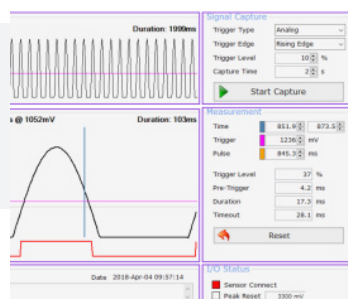 Duration: 1999ms
Signal Capture
Trigger Type Analog
Trigger Edge Rising Edge
Trigger Level 10 %
Capture Time 2 s
Start Capture
s @ 1052mV Duration: 103ms
Measurement
Time 851.9 873.5
Trigger 1236 mV
Pulse 845.3 ms
Trigger Level 37 %
Pre-Trigger 4.2 ms
Duration 17.3 ms
Timeout 28.1 ms
Reset
Date 2018-Apr-04 09:57:14
I/O Status
Sensor Connect
Peak Reset 3300 mV